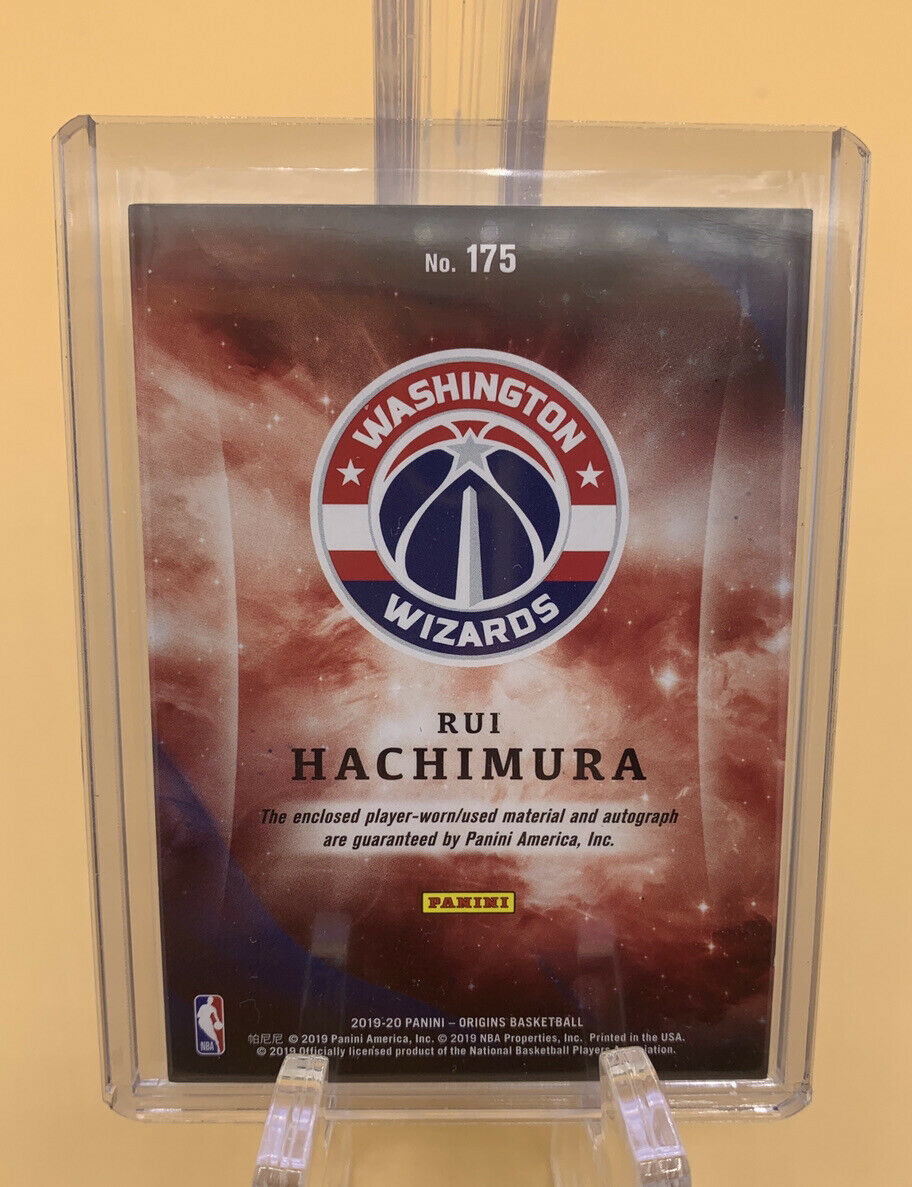 No. 175
WASHINGTON
WIZARDS
RUI
HACHIMURA
The enclosed player-worn/used material and autograph
are guaranteed by Panini America, Inc.
PANINI
NBA
2019-20 PANINI – ORIGINS BASKETBALL
帕尼尼 © 2019 Panini America, Inc. © 2019 NBA Properties, Inc. Printed in the USA.
© 2019 Officially licensed product of the National Basketball Players Association.